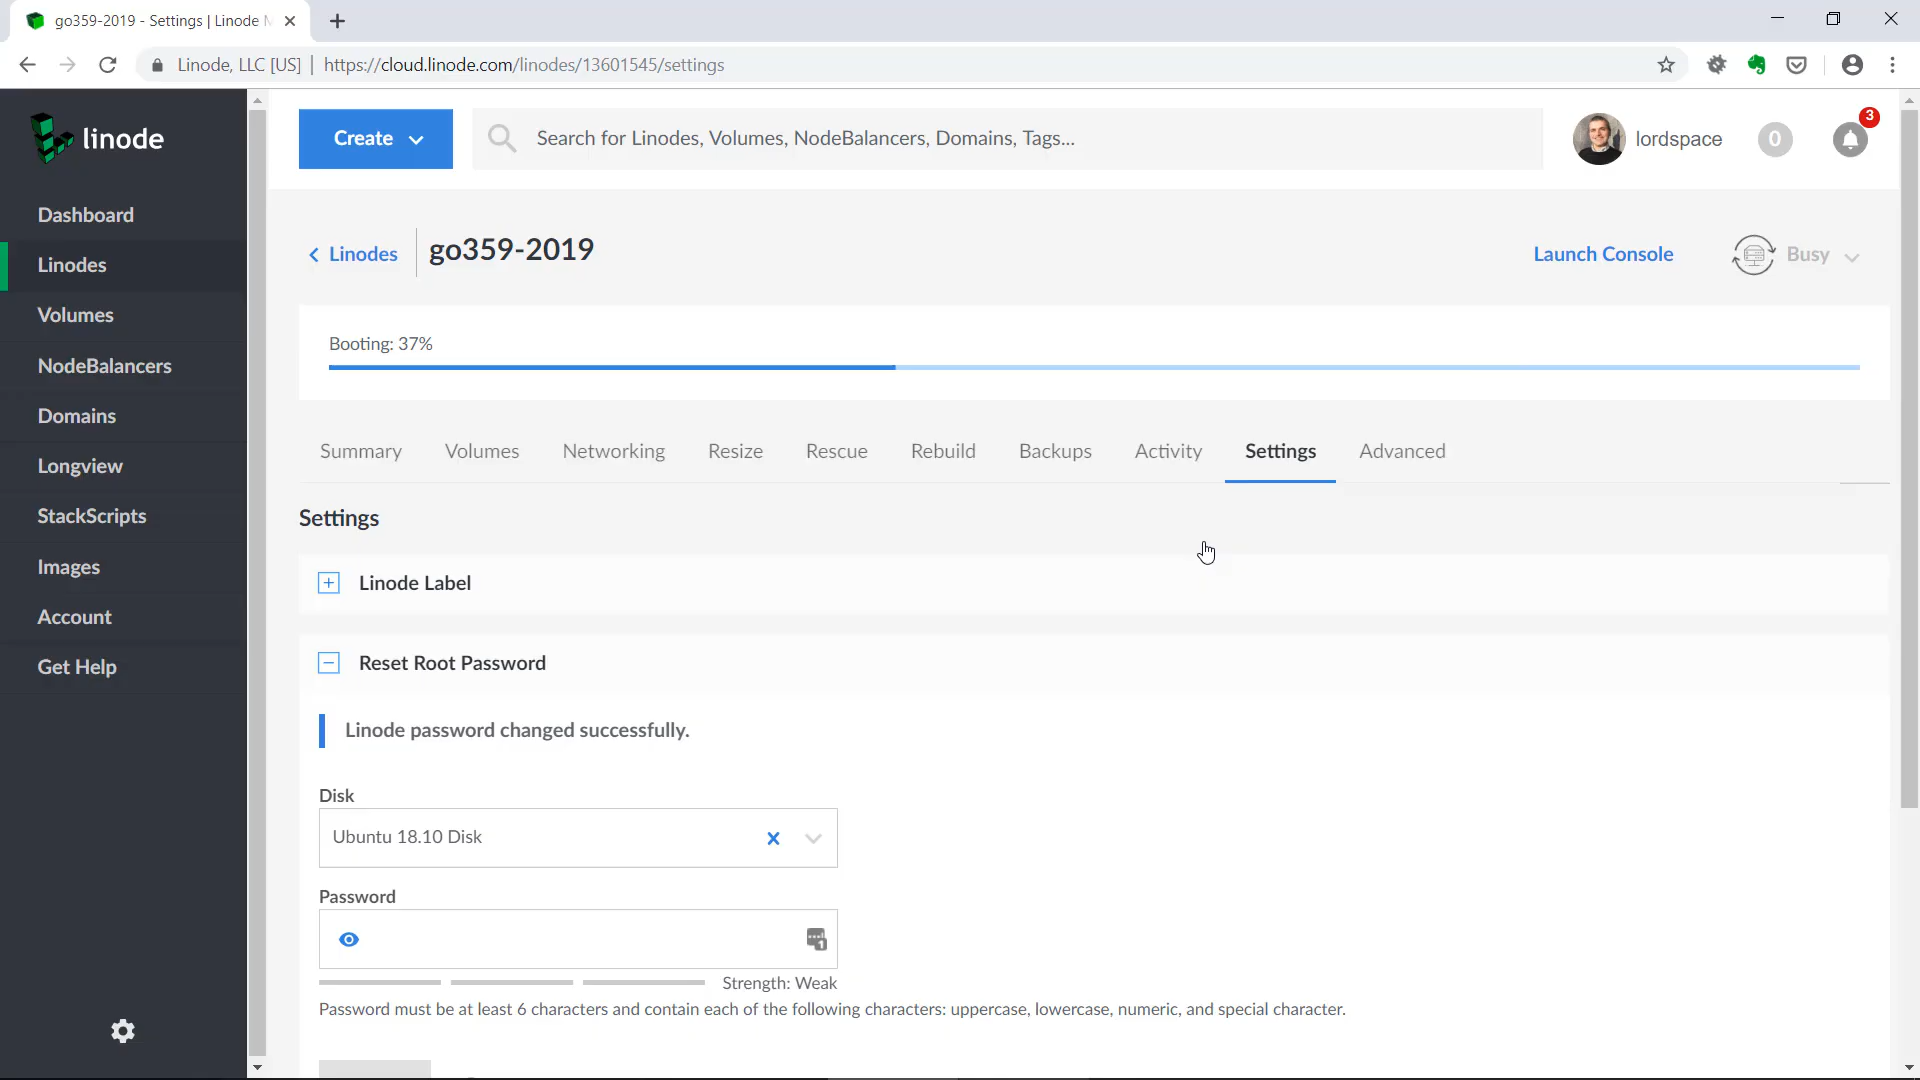 go359-2019 - Settings | Linode M
Linode, LLC [US] | https://cloud.linode.com/linodes/13601545/settings
linode
Create
Search for Linodes, Volumes, NodeBalancers, Domains, Tags...
lordspace
0
3
Dashboard
Linodes
Volumes
NodeBalancers
Domains
Longview
StackScripts
Images
Account
Get Help
Linodes
go359-2019
Launch Console
Busy
Booting: 37%
Summary
Volumes
Networking
Resize
Rescue
Rebuild
Backups
Activity
Settings
Advanced
Settings
Linode Label
Reset Root Password
Linode password changed successfully.
Disk
Ubuntu 18.10 Disk
Password
1
Strength: Weak
Password must be at least 6 characters and contain each of the following characters: uppercase, lowercase, numeric, and special character.